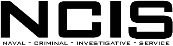 NCIS
NAVAL • CRIMINAL • INVESTIGATIVE • SERVICE